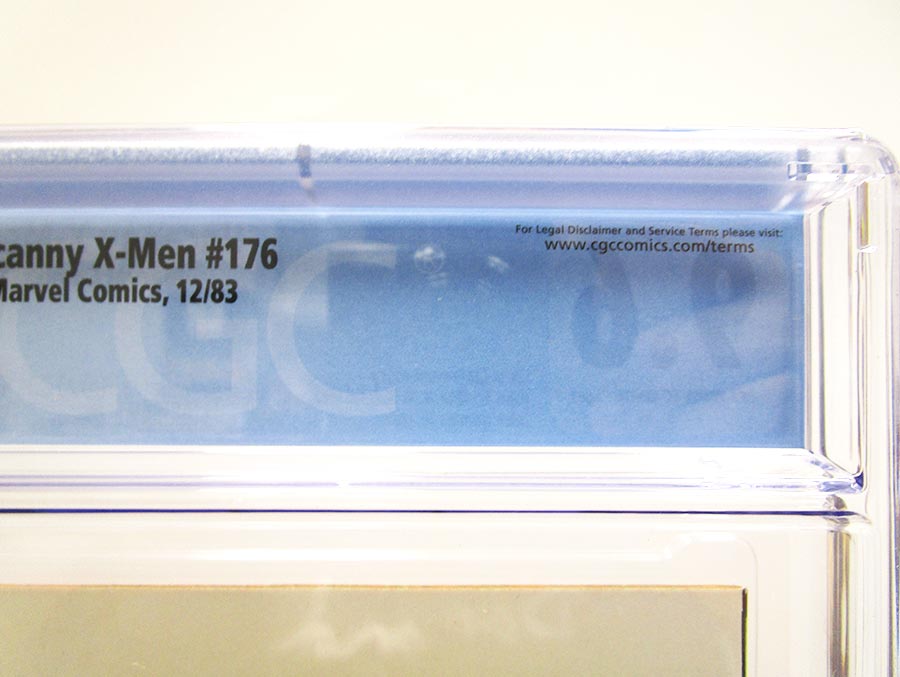 canny X-Men #176
Marvel Comics, 12/83
For Legal Disclaimer and Service Terms please visit:
www.cgccomics.com/terms
CGC